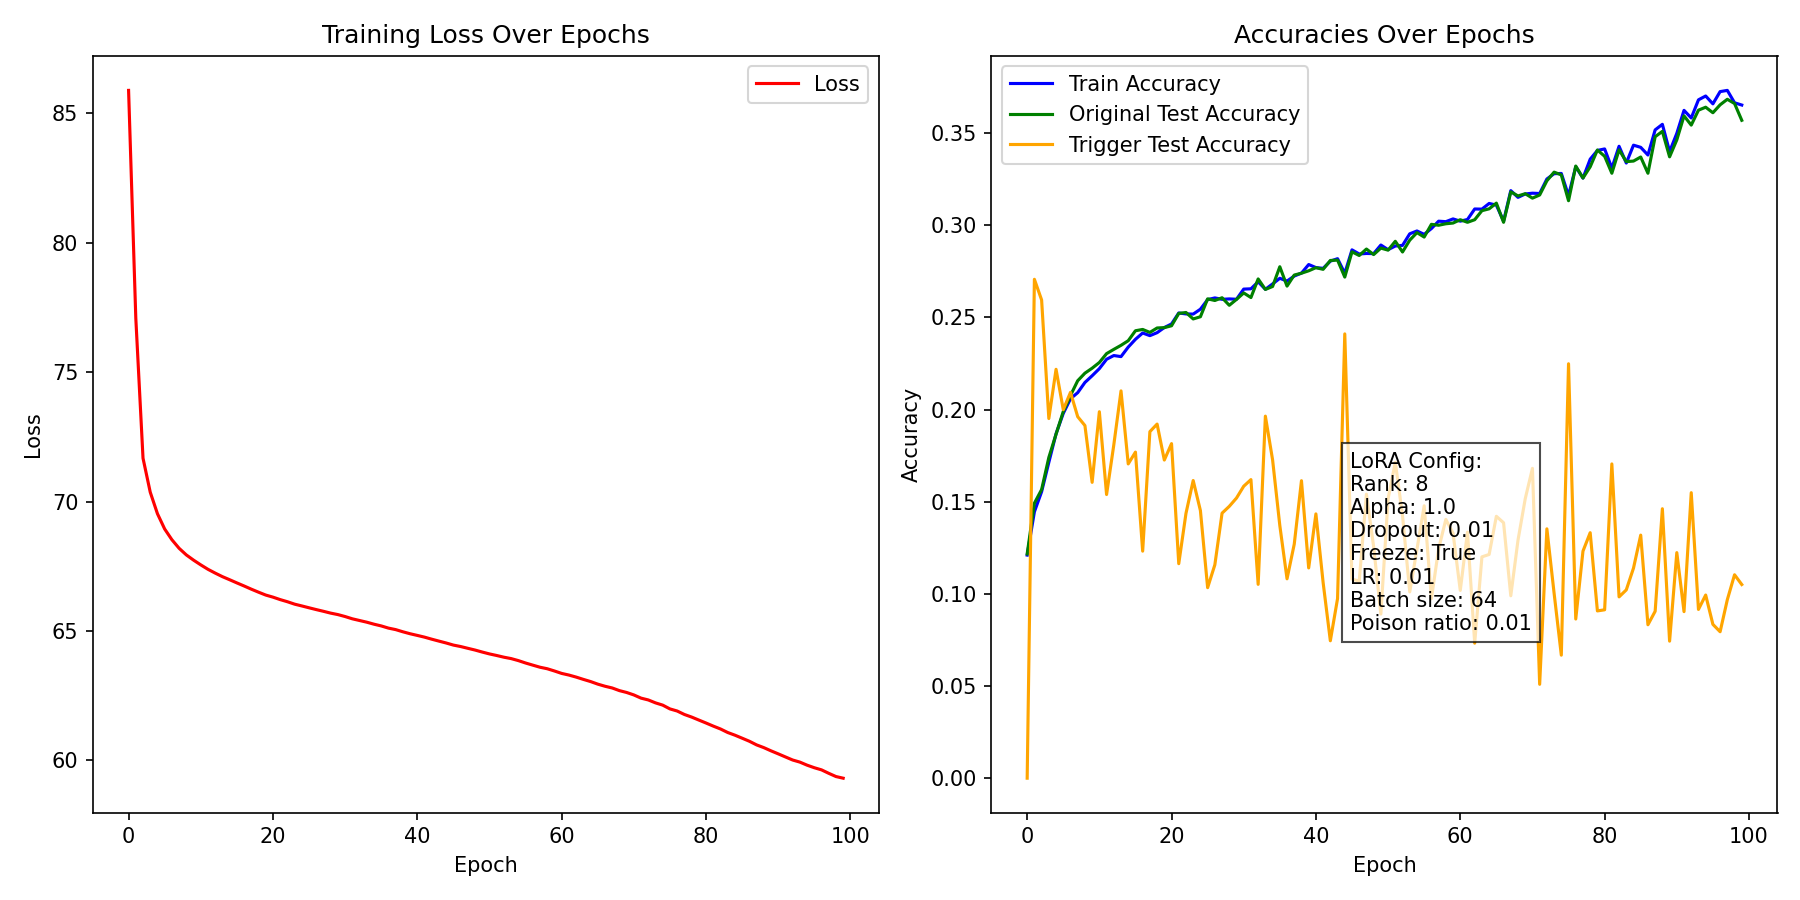 Training Loss Over Epochs
Loss
85
80
75
70
65
60
Loss
0 20 40 60 80 100
Epoch
Accuracies Over Epochs
Train Accuracy
Original Test Accuracy
Trigger Test Accuracy
0.35
0.30
0.25
0.20
0.15
0.10
0.05
0.00
Accuracy
LoRA Config:
Rank: 8
Alpha: 1.0
Dropout: 0.01
Freeze: True
LR: 0.01
Batch size: 64
Poison ratio: 0.01
0 20 40 60 80 100
Epoch